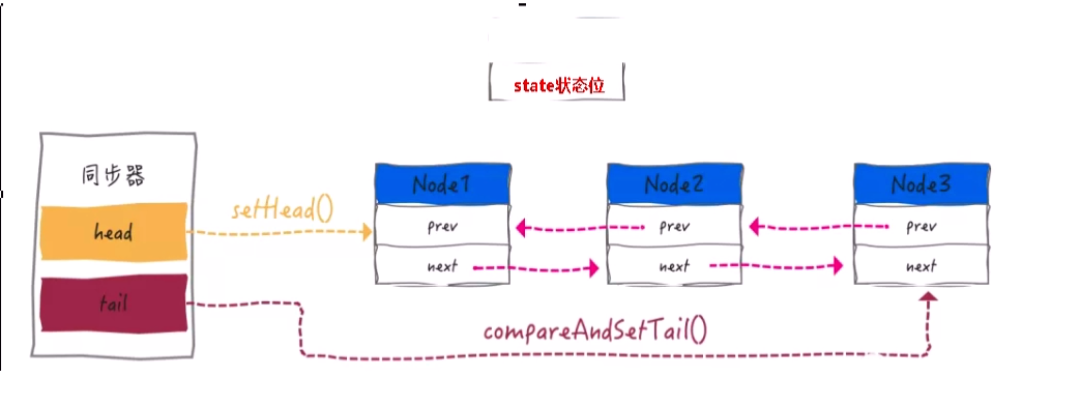 state状态位
同步器
head
tail
setHead()
Node1
prev
next
Node2
prev
next
Node3
prev
next
compareAndSetTail()